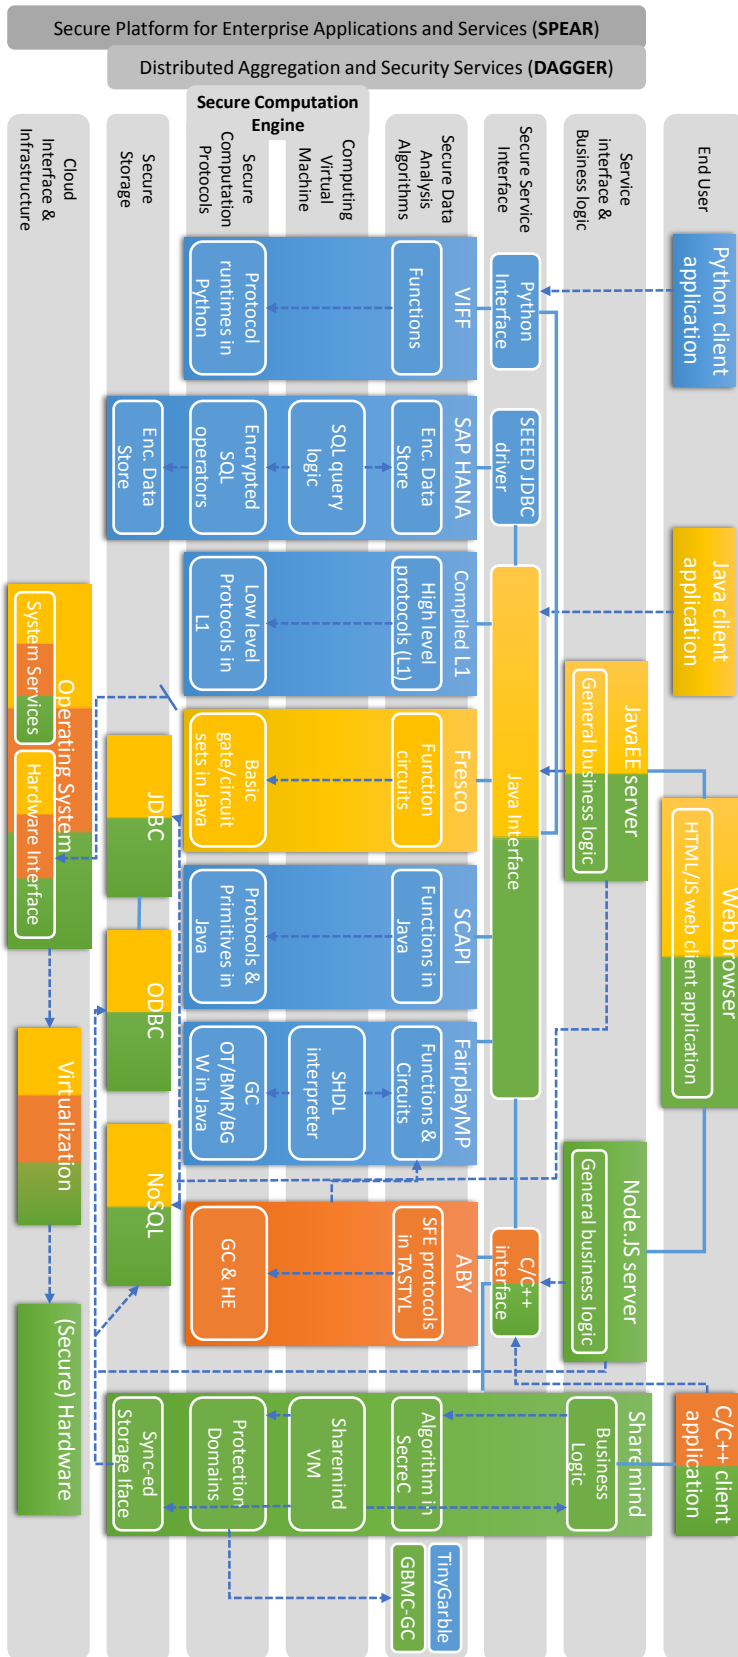 Secure Platform for Enterprise Applications and Services (SPEAR)
Distributed Aggregation and Security Services (DAGGER)
Secure Computation
Engine
End User
Service
interface &
Business logic
Secure Service
Interface
Secure Data
Analysis
Algorithms
Computing
Virtual
Machine
Secure
Computation
Protocols
Secure
Storage
Cloud
Interface &
Infrastructure
Python client
application
Java client
application
Web browser
HTML/JS web client application
C/C++ client
application
JavaEE server
General business logic
Node.JS server
General business logic
Sharemind
Business
Logic
Python
Interface
SEEED JDBC
driver
Java Interface
C/C++
interface
VIFF
Functions
Protocol
runtimes in
Python
SAP HANA
Enc. Data
Store
SQL query
logic
Encrypted
SQL
operators
Enc. Data
Store
Compiled L1
High level
protocols (L1)
Low level
Protocols in
L1
Fresco
Function
circuits
Basic
gate/circuit
sets in Java
SCAPI
Functions in
Java
Protocols &
Primitives in
Java
FairplayMP
Functions &
Circuits
SHDL
interpreter
GC
OT/BMR/BG
W in Java
ABY
SFE protocols
in TASTYL
GC & HE
Algorithm in
SecreC
Sharemind
VM
Protection
Domains
Sync-ed
Storage Iface
TinyGarble
GBMC-GC
JDBC
ODBC
NoSQL
Operating System
System Services
Hardware Interface
Virtualization
(Secure) Hardware